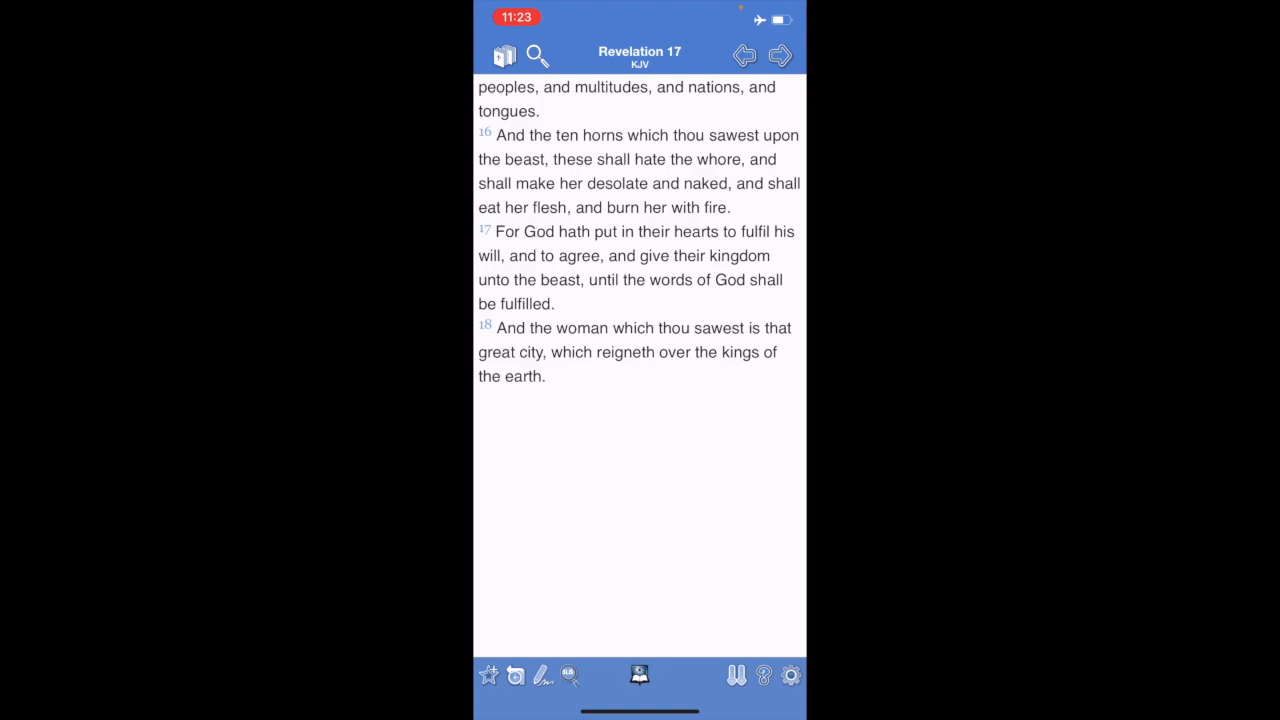 11:23
Revelation 17
KJV
peoples, and multitudes, and nations, and
tongues.
16 And the ten horns which thou sawest upon
the beast, these shall hate the whore, and
shall make her desolate and naked, and shall
eat her flesh, and burn her with fire.
17 For God hath put in their hearts to fulfil his
will, and to agree, and give their kingdom
unto the beast, until the words of God shall
be fulfilled.
18 And the woman which thou sawest is that
great city, which reigneth over the kings of
the earth.
BLB